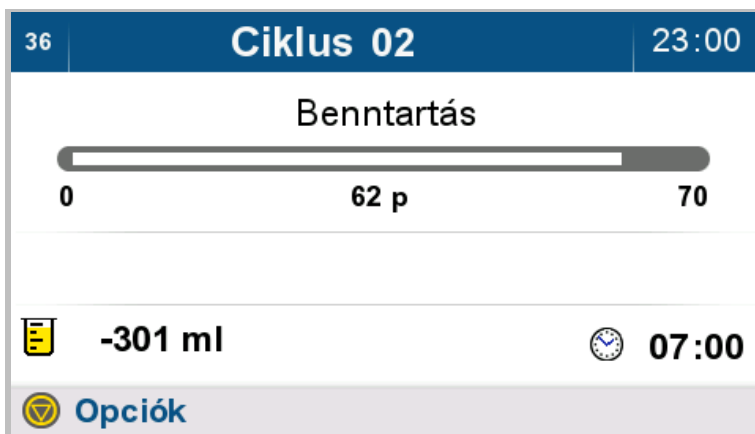 36 Ciklus 02 23:00
Benntartás
0 62 p 70
-301 ml 07:00
Opciók